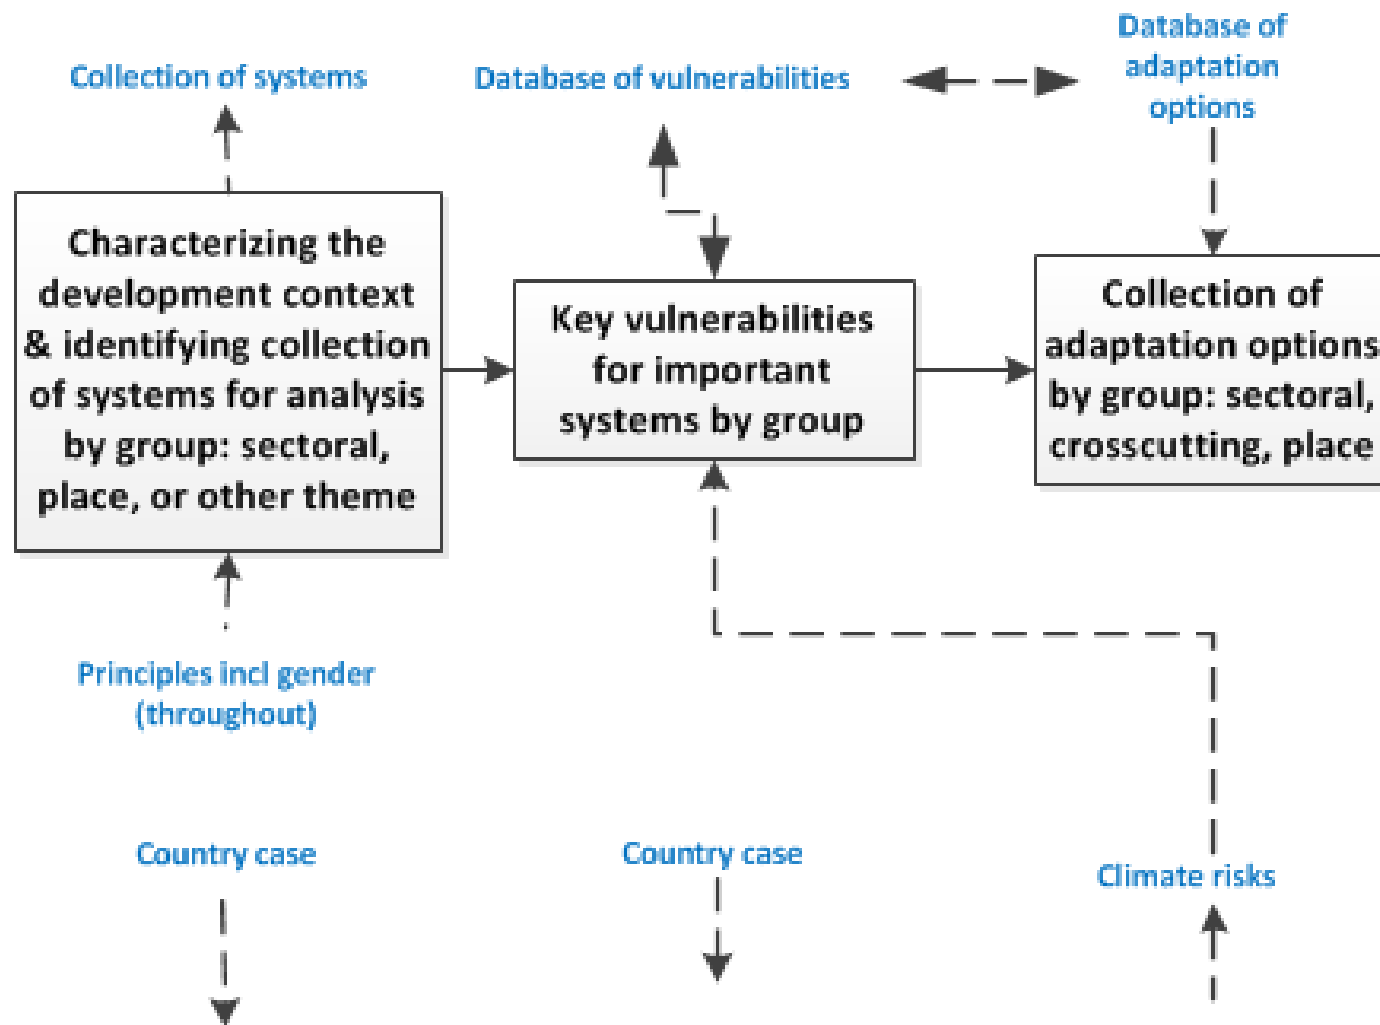 Collection of systems
Database of vulnerabilities
Database of
adaptation
options
Characterizing the
development context
& identifying collection
of systems for analysis
by group: sectoral,
place, or other theme
Key vulnerabilities
for important
systems by group
Collection of
adaptation options
by group: sectoral,
crosscutting, place
Principles incl gender
(throughout)
Country case
Country case
Climate risks